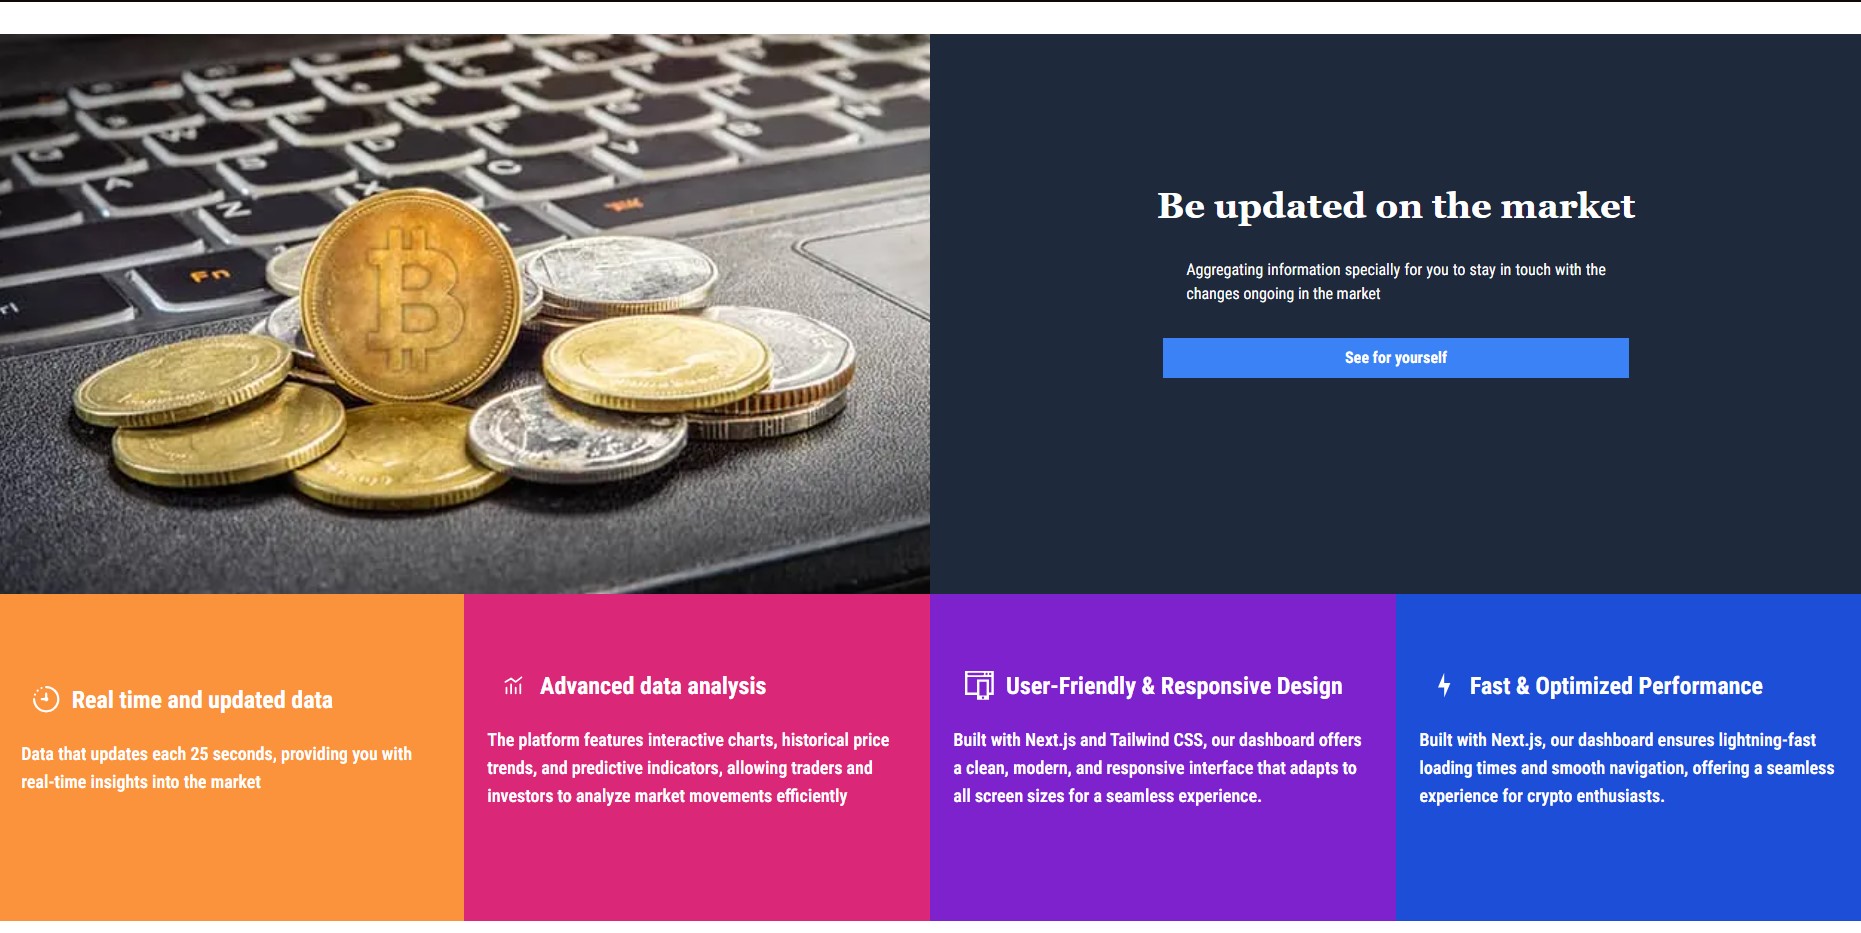 Be updated on the market
Aggregating information specially for you to stay in touch with the
changes ongoing in the market
See for yourself
Real time and updated data
Data that updates each 25 seconds, providing you with
real-time insights into the market
Advanced data analysis
The platform features interactive charts, historical price
trends, and predictive indicators, allowing traders and
investors to analyze market movements efficiently
User-Friendly & Responsive Design
Built with Next.js and Tailwind CSS, our dashboard offers
a clean, modern, and responsive interface that adapts to
all screen sizes for a seamless experience.
Fast & Optimized Performance
Built with Next.js, our dashboard ensures lightning-fast
loading times and smooth navigation, offering a seamless
experience for crypto enthusiasts.
A
S
D
Z
X
C
V
Fn